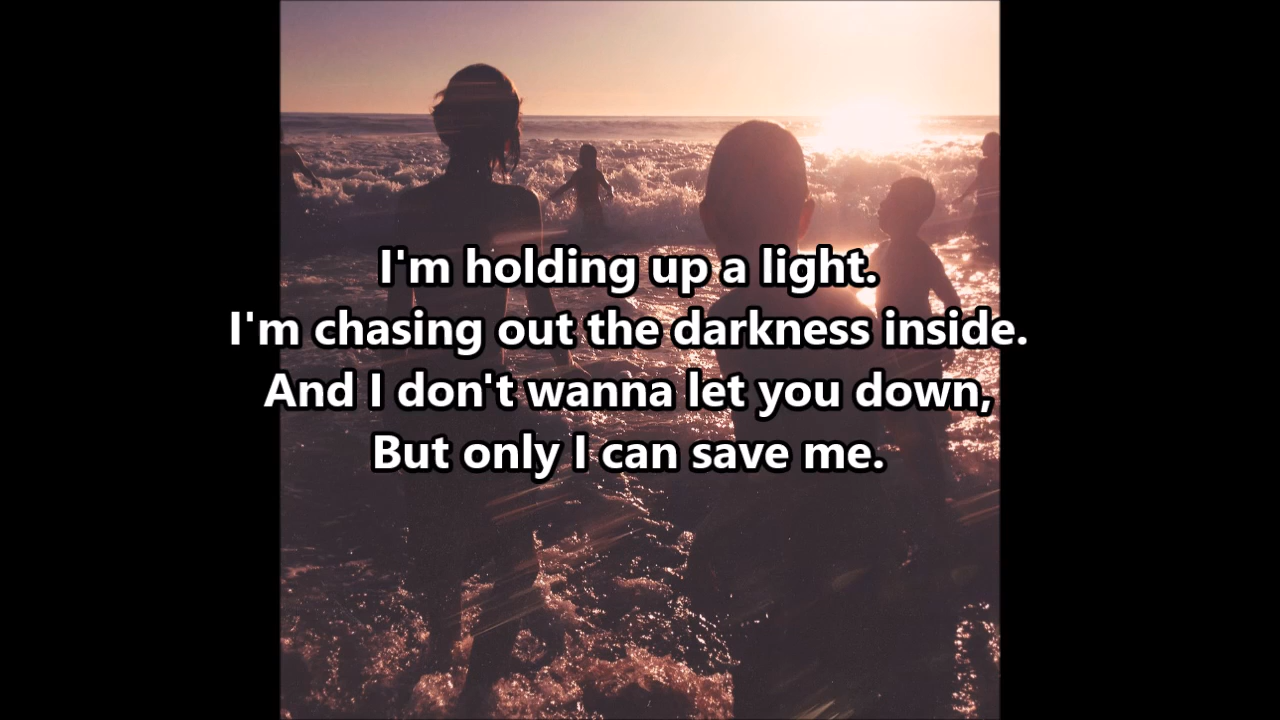 I'm holding up a light.
I'm chasing out the darkness inside.
And I don't wanna let you down,
But only I can save me.